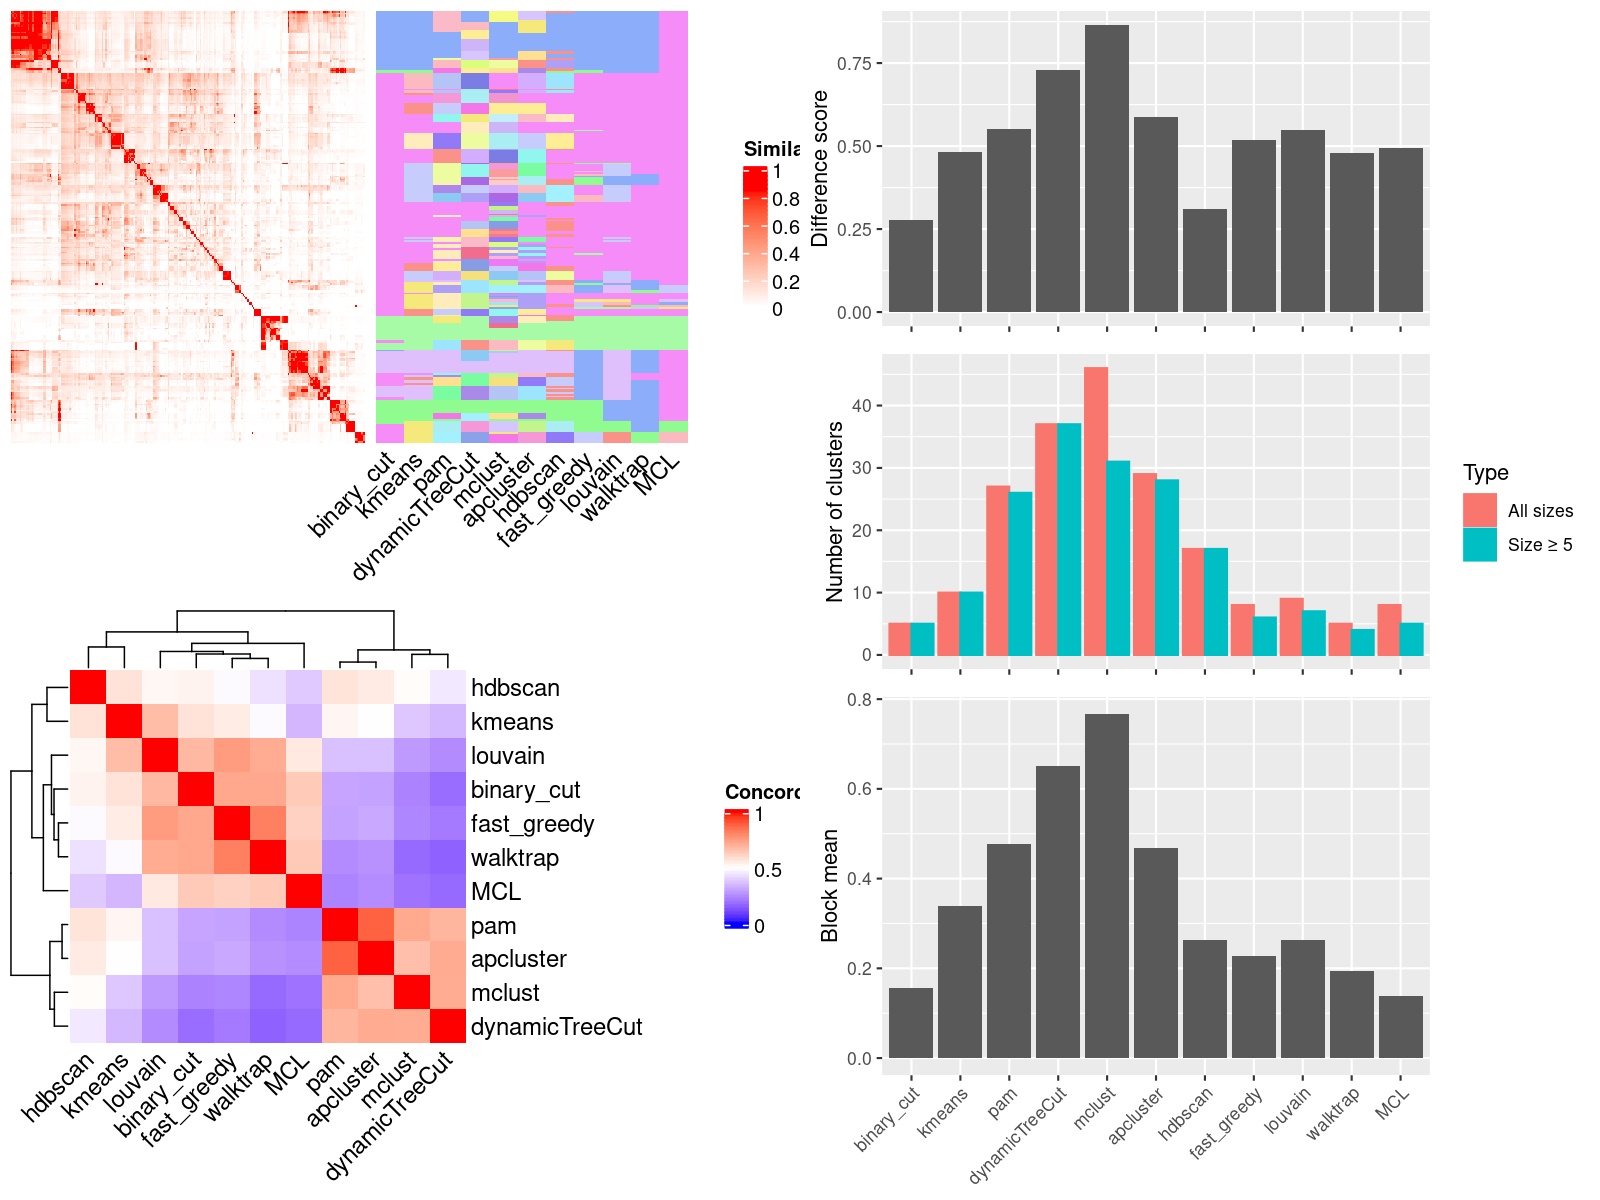 Simila
1
0.8
0.6
0.4
0.2
0
binary_cut
kmeans
pam
dynamicTreeCut
mclust
apcluster
hdbscan
fast_greedy
louvain
walktrap
MCL
hdbscan
kmeans
louvain
binary_cut
fast_greedy
walktrap
MCL
pam
apcluster
mclust
dynamicTreeCut
hdbscan
kmeans
louvain
binary_cut
fast_greedy
walktrap
MCL
pam
apcluster
mclust
dynamicTreeCut
Concord
1
0.5
0
Difference score
0.75
0.50
0.25
0.00
Number of clusters
40
30
20
10
0
Type
All sizes
Size ≥ 5
Block mean
0.8
0.6
0.4
0.2
0.0
binary_cut
kmeans
pam
dynamicTreeCut
mclust
apcluster
hdbscan
fast_greedy
louvain
walktrap
MCL